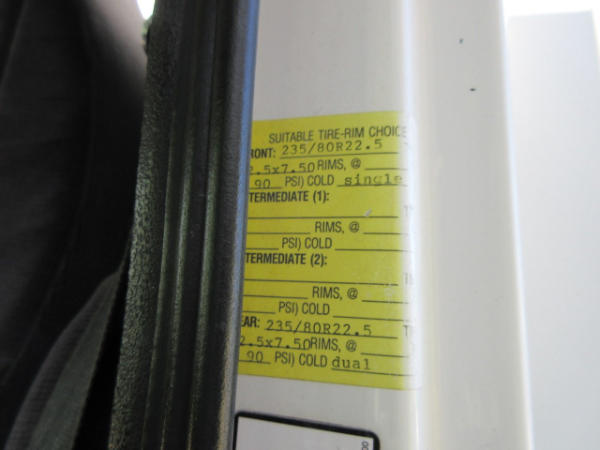 SUITABLE TIRE-RIM CHOICE
RONT: 235/80R22.5 T
2.5x7.50 RIMS, @
90 PSI) COLD single
TERMEDIATE (1):
RIMS, @
PSI) COLD
TERMEDIATE (2):
RIMS, @
PSI) COLD
EAR: 235/80R22.5 T
2.5x7.50 RIMS, @
90 PSI) COLD dual